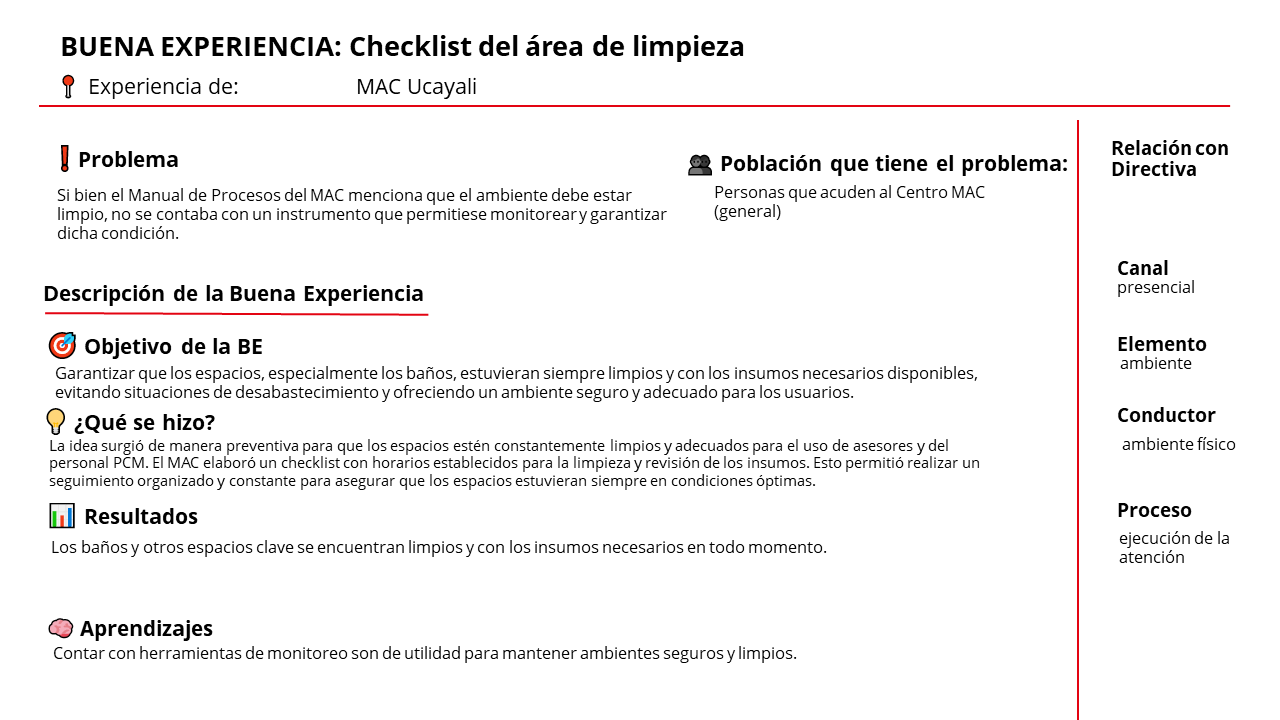 BUENA EXPERIENCIA: Checklist del área de limpieza
Experiencia de: MAC Ucayali
Problema
Si bien el Manual de Procesos del MAC menciona que el ambiente debe estar
limpio, no se contaba con un instrumento que permitiese monitorear y garantizar
dicha condición.
Población que tiene el problema:
Personas que acuden al Centro MAC
(general)
Descripción de la Buena Experiencia
Objetivo de la BE
Garantizar que los espacios, especialmente los baños, estuvieran siempre limpios y con los insumos necesarios disponibles,
evitando situaciones de desabastecimiento y ofreciendo un ambiente seguro y adecuado para los usuarios.
¿Qué se hizo?
La idea surgió de manera preventiva para que los espacios estén constantemente limpios y adecuados para el uso de asesores y del
personal PCM. El MAC elaboró un checklist con horarios establecidos para la limpieza y revisión de los insumos. Esto permitió realizar un
seguimiento organizado y constante para asegurar que los espacios estuvieran siempre en condiciones óptimas.
Resultados
Los baños y otros espacios clave se encuentran limpios y con los insumos necesarios en todo momento.
Aprendizajes
Contar con herramientas de monitoreo son de utilidad para mantener ambientes seguros y limpios.
Relación con
Directiva
Canal
presencial
Elemento
ambiente
Conductor
ambiente físico
Proceso
ejecución de la
atención